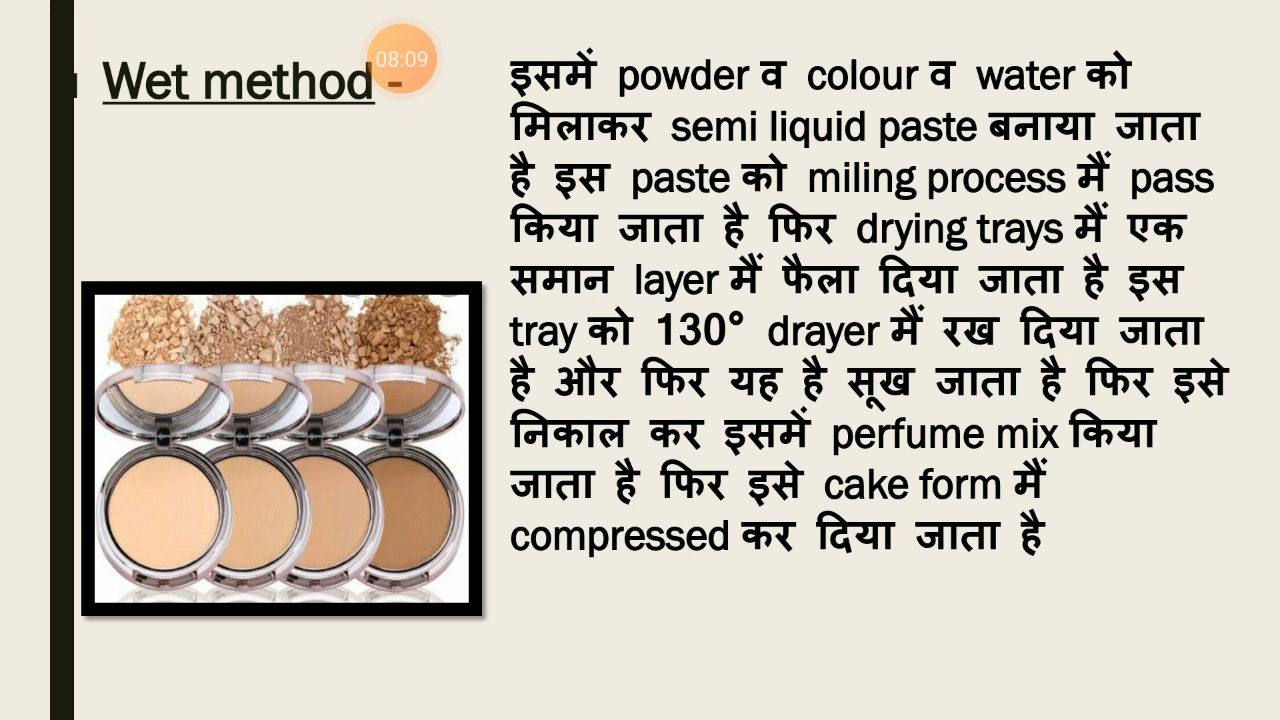 Wet method -
08:09
इसमें powder व colour व water को
मिलाकर semi liquid paste बनाया जाता
है इस paste को miling process मैं pass
किया जाता है फिर drying trays मैं एक
समान layer मैं फैला दिया जाता है इस
tray को 130° drayer मैं रख दिया जाता
है और फिर यह है सूख जाता है फिर इसे
निकाल कर इसमें perfume mix किया
जाता है फिर इसे cake form मैं
compressed कर दिया जाता है